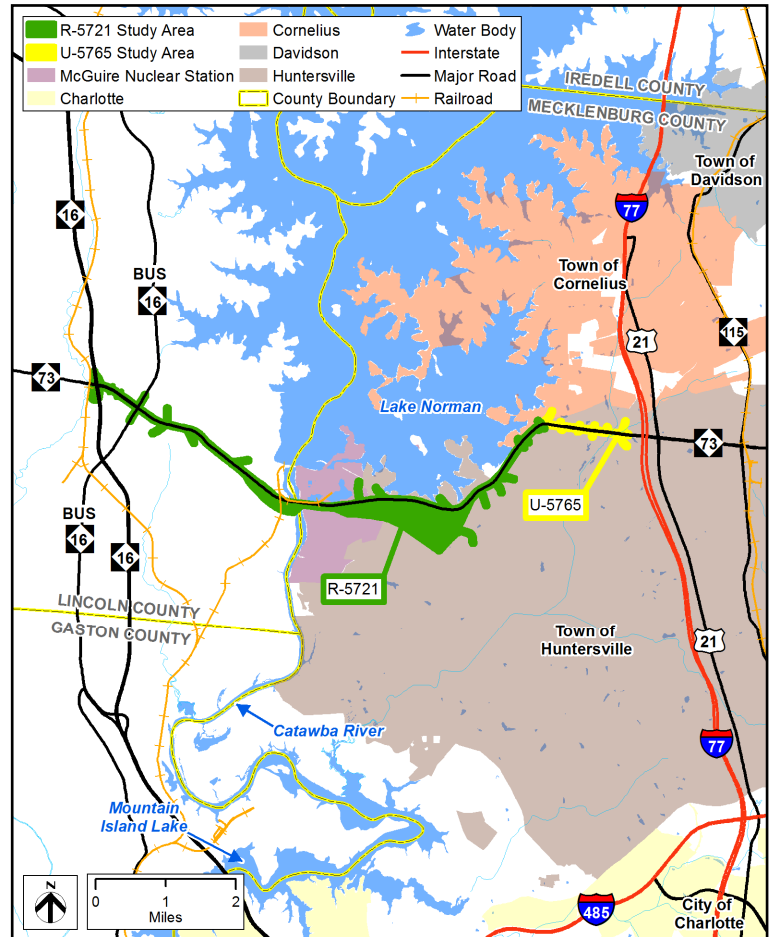 R-5721 Study Area
U-5765 Study Area
McGuire Nuclear Station
Charlotte
Cornelius
Davidson
Huntersville
County Boundary
Water Body
Interstate
Major Road
Railroad
IREDELL COUNTY
MECKLENBURG COUNTY
Town of
Davidson
77
16
BUS
16
Town of
Cornelius
21
115
73
Lake Norman
73
U-5765
BUS
16
16
R-5721
LINCOLN COUNTY
GASTON COUNTY
Town of
Huntersville
21
Catawba River
77
Mountain
Island Lake
N
0 1 2
Miles
485
City of
Charlotte